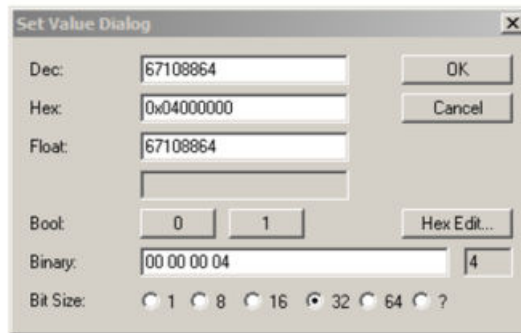 Set Value Dialog
Dec: 67108864 OK
Hex: 0x04000000 Cancel
Float: 67108864
Bool: 0 1 Hex Edit...
Binary: 00 00 00 04 4
Bit Size: 1 8 16 32 64 ?